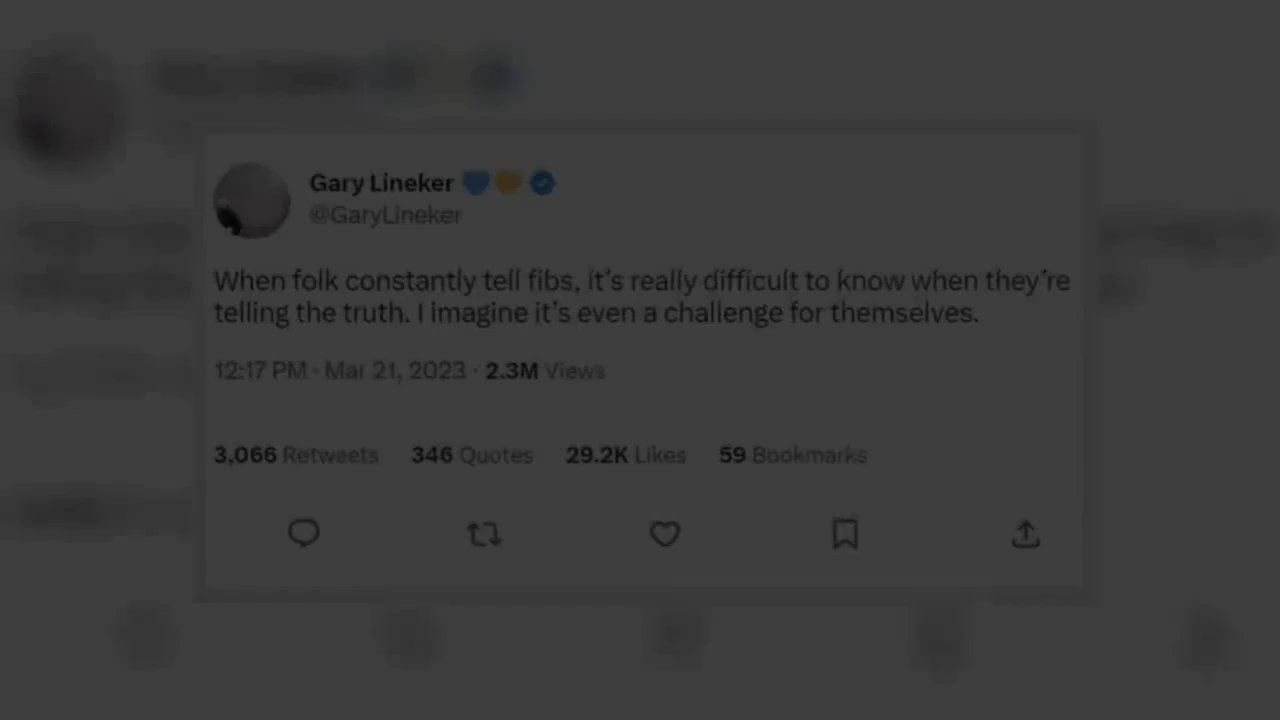 Gary Lineker 💙💛
@GaryLineker
When folk constantly tell fibs, it's really difficult to know when they're
telling the truth. I imagine it's even a challenge for themselves.
12:17 PM · Mar 21, 2023 · 2.3M Views
3,066 Retweets 346 Quotes 29.2K Likes 59 Bookmarks